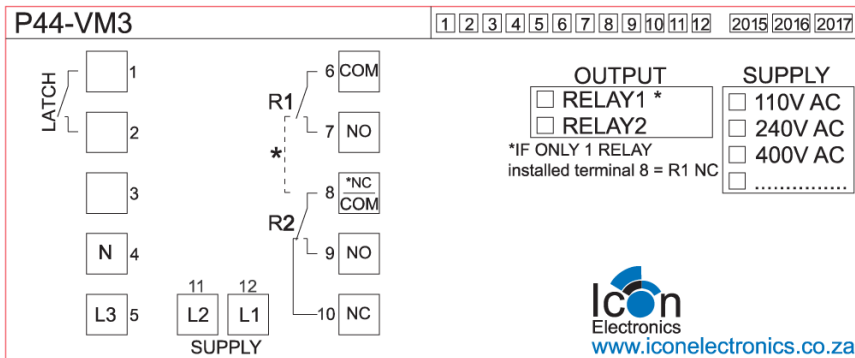 P44-VM3 1 2 3 4 5 6 7 8 9 10 11 12 2015 2016 2017
LATCH
1
2
3
N 4
L3 5
11 12
L2 L1
SUPPLY
R1
*
R2
6 COM
7 NO
8 *NC
COM
9 NO
10 NC
OUTPUT
RELAY1 *
RELAY2
*IF ONLY 1 RELAY
installed terminal 8 = R1 NC
SUPPLY
110V AC
240V AC
400V AC
...............
Icon
Electronics
www.iconelectronics.co.za